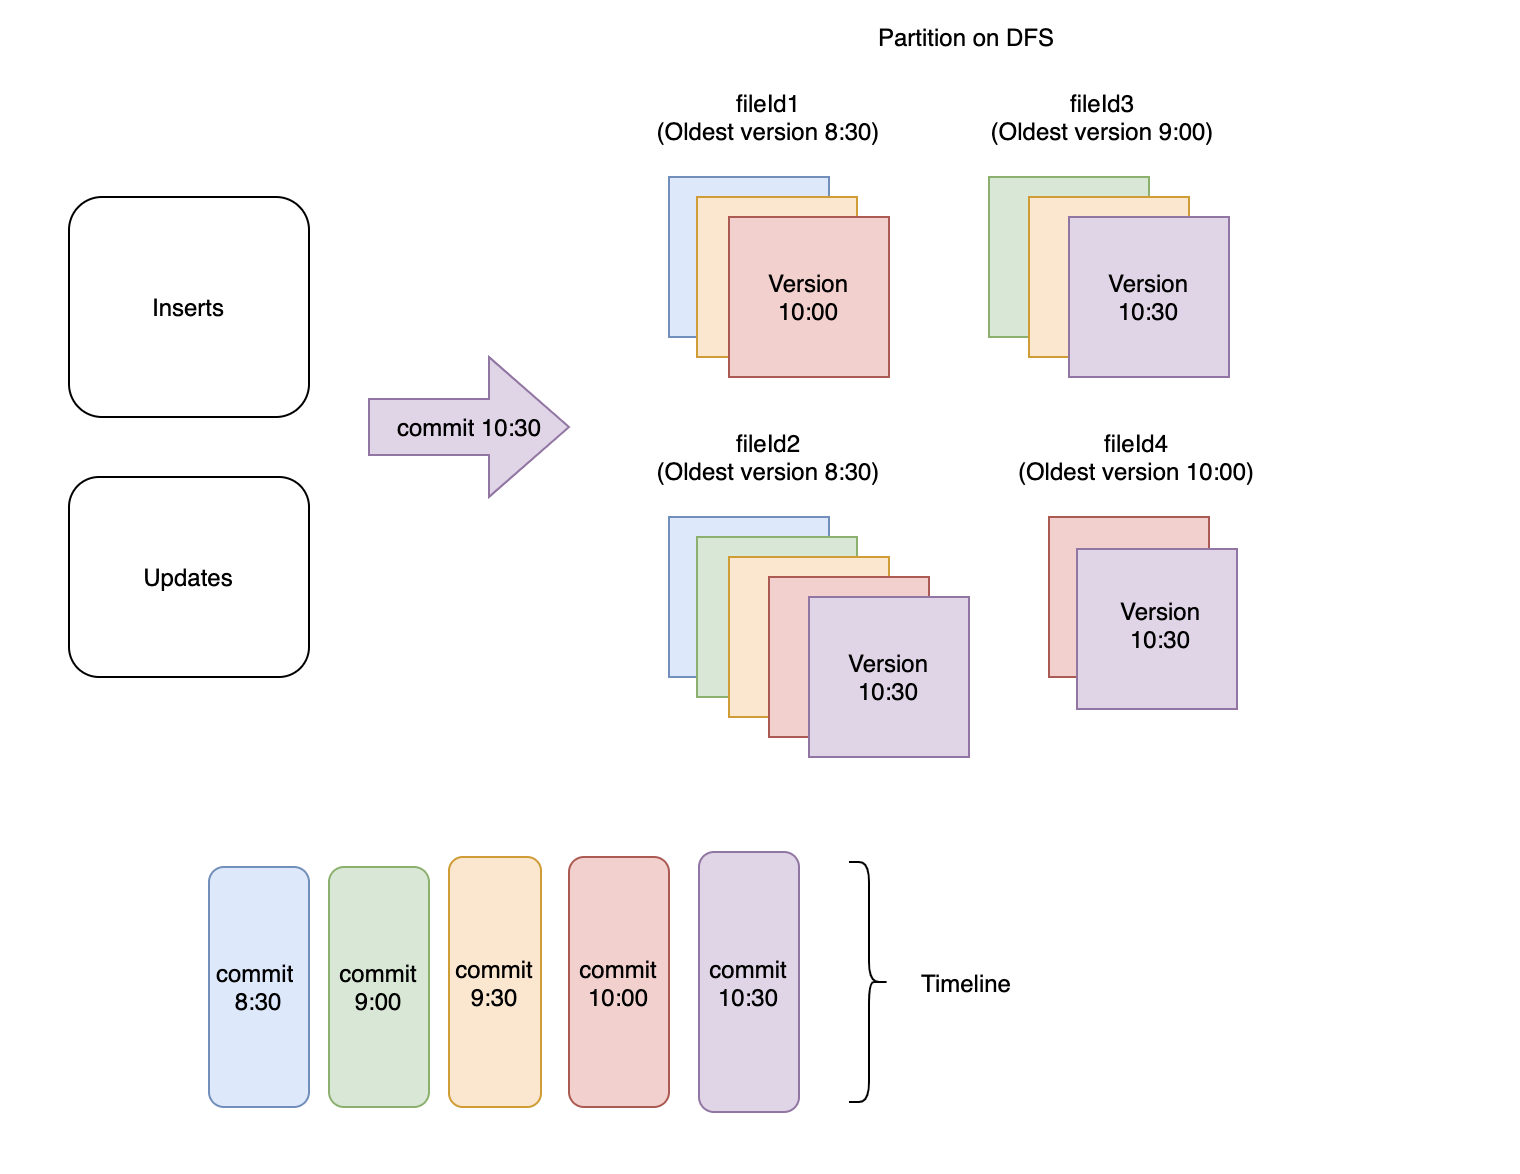 Partition on DFS
fileId1
(Oldest version 8:30)
fileId3
(Oldest version 9:00)
Inserts
Version
10:00
Version
10:30
commit 10:30
fileId2
(Oldest version 8:30)
fileId4
(Oldest version 10:00)
Updates
Version
10:30
Version
10:30
commit
8:30
commit
9:00
commit
9:30
commit
10:00
commit
10:30
Timeline